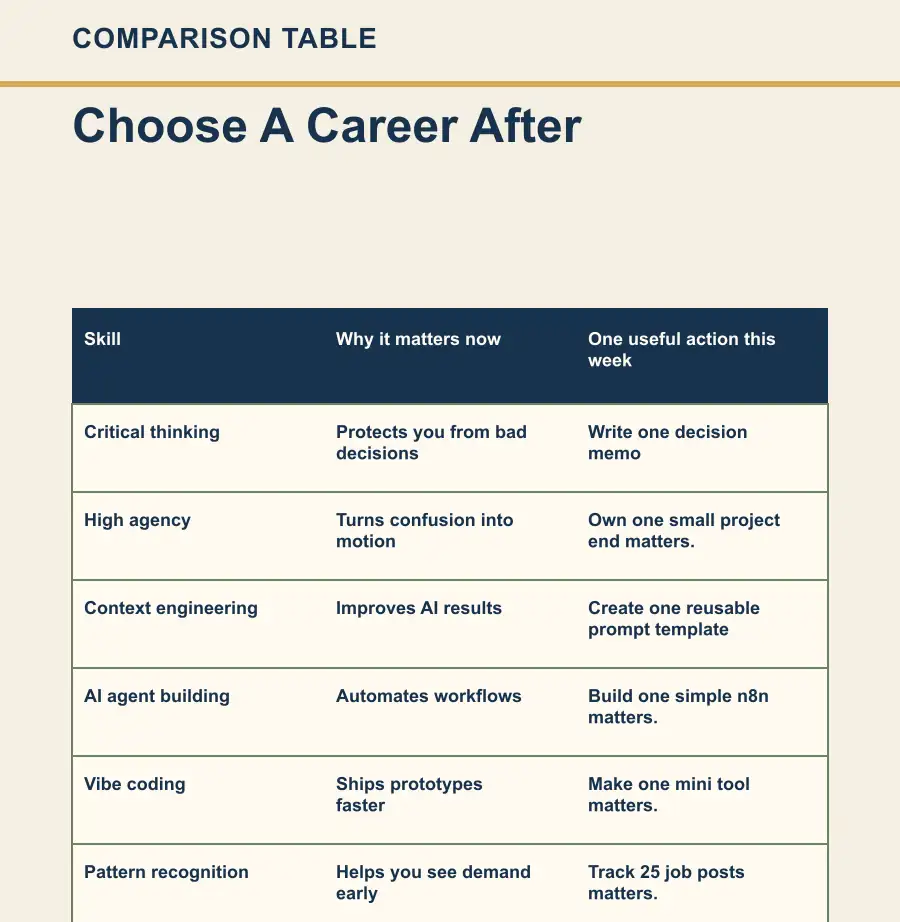 COMPARISON TABLE
Choose A Career After
Skill
Why it matters now
One useful action this
week
Critical thinking
Protects you from bad
decisions
Write one decision
memo
High agency
Turns confusion into
motion
Own one small project
end matters.
Context engineering
Improves AI results
Create one reusable
prompt template
AI agent building
Automates workflows
Build one simple n8n
matters.
Vibe coding
Ships prototypes
faster
Make one mini tool
matters.
Pattern recognition
Helps you see demand
early
Track 25 job posts
matters.